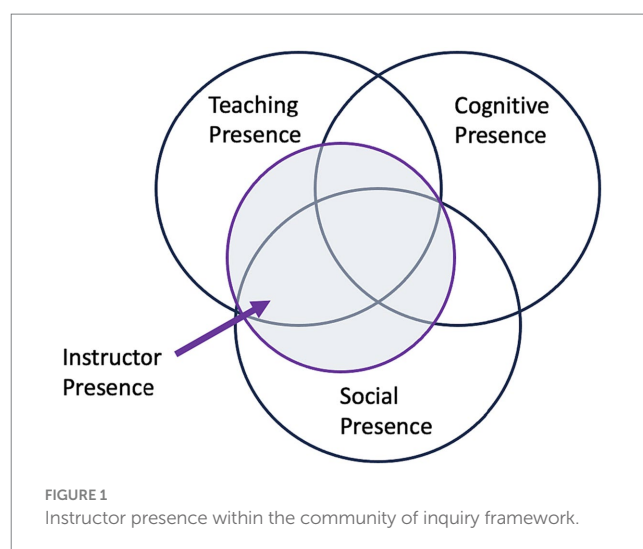 Teaching
Presence
Cognitive
Presence
Instructor
Presence
Social
Presence
FIGURE 1
Instructor presence within the community of inquiry framework.